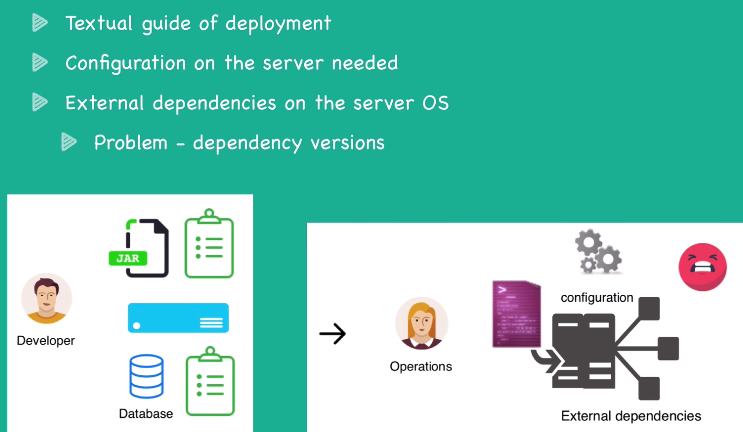 Textual guide of deployment
Configuration on the server needed
External dependencies on the server OS
Problem - dependency versions
JAR
Developer
Database
configuration
Operations
External dependencies